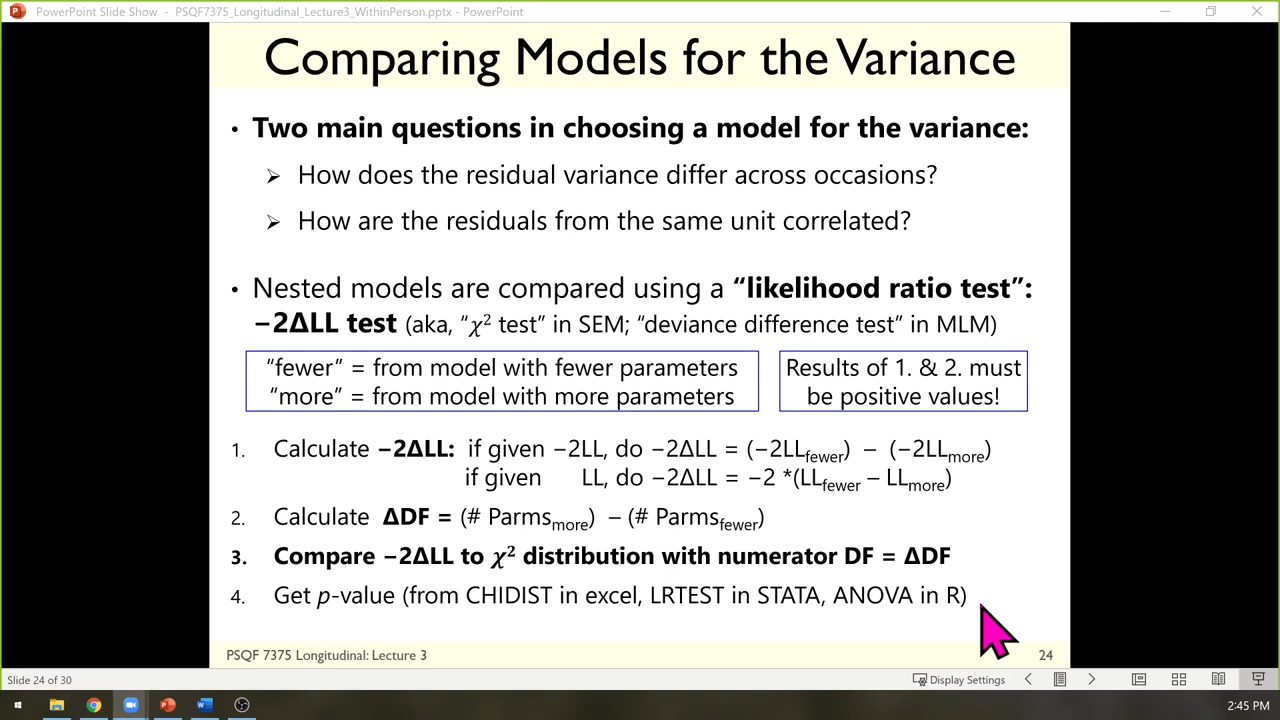 PowerPoint Slide Show - PSQF7375_Longitudinal_Lecture3_WithinPerson.pptx - PowerPoint
Comparing Models for the Variance
• Two main questions in choosing a model for the variance:
➢ How does the residual variance differ across occasions?
➢ How are the residuals from the same unit correlated?
• Nested models are compared using a “likelihood ratio test”:
−2ΔLL test (aka, “χ² test” in SEM; “deviance difference test” in MLM)
“fewer” = from model with fewer parameters
“more” = from model with more parameters
Results of 1. & 2. must
be positive values!
1. Calculate −2ΔLL: if given −2LL, do −2ΔLL = (−2LLfewer) – (−2LLmore)
if given LL, do −2ΔLL = −2 *(LLfewer – LLmore)
2. Calculate ΔDF = (# Parmsmore) – (# Parmsfewer)
3. Compare −2ΔLL to χ² distribution with numerator DF = ΔDF
4. Get p-value (from CHIDIST in excel, LRTEST in STATA, ANOVA in R)
PSQF 7375 Longitudinal: Lecture 3
24
Slide 24 of 30
Display Settings
2:45 PM